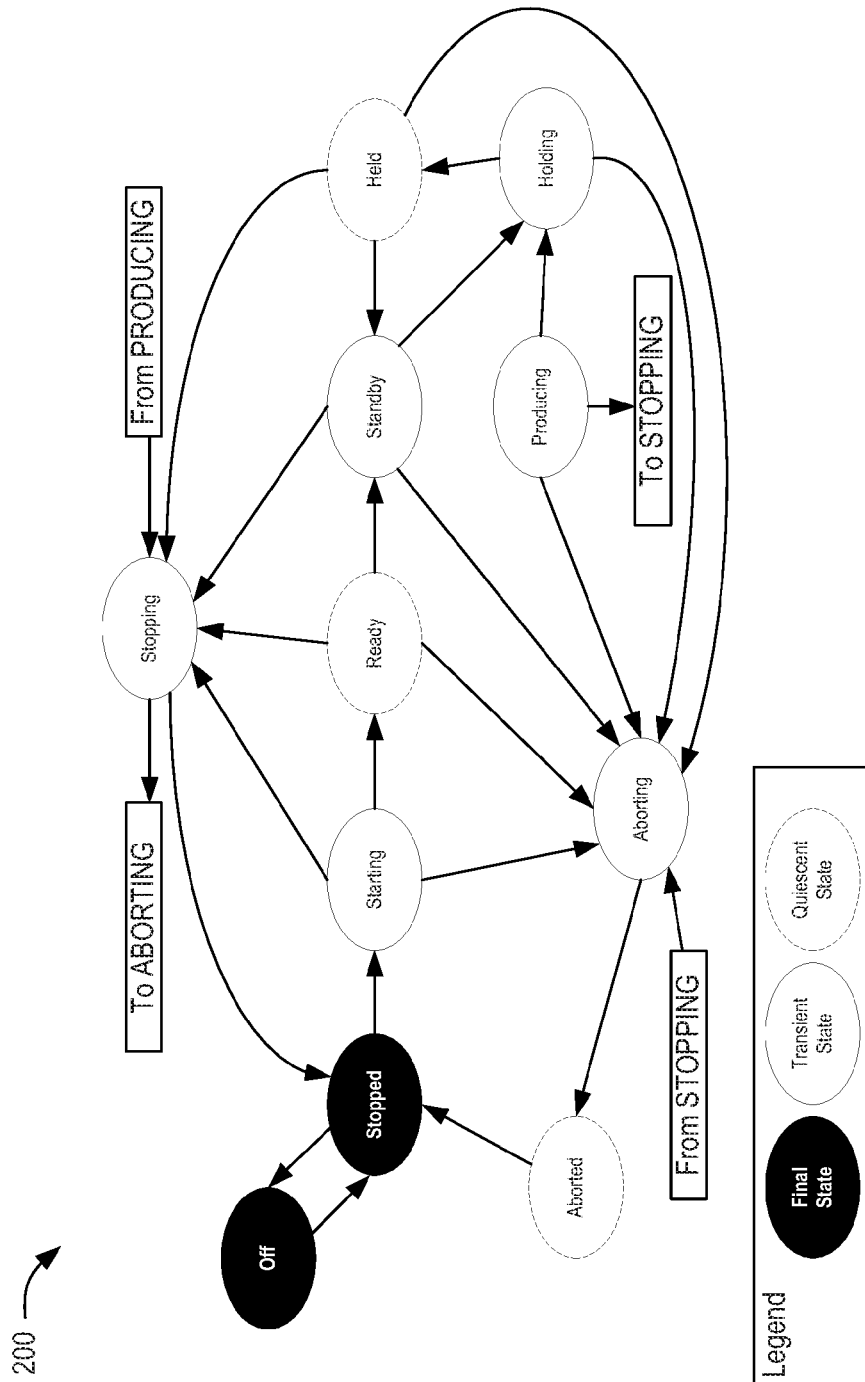 200
From PRODUCING
To ABORTING
Stopping
Off
Stopped
Starting
Ready
Standby
Held
Aborted
Aborting
Producing
Holding
To STOPPING
From STOPPING
Legend
Final
State
Transient
State
Quiescent
State